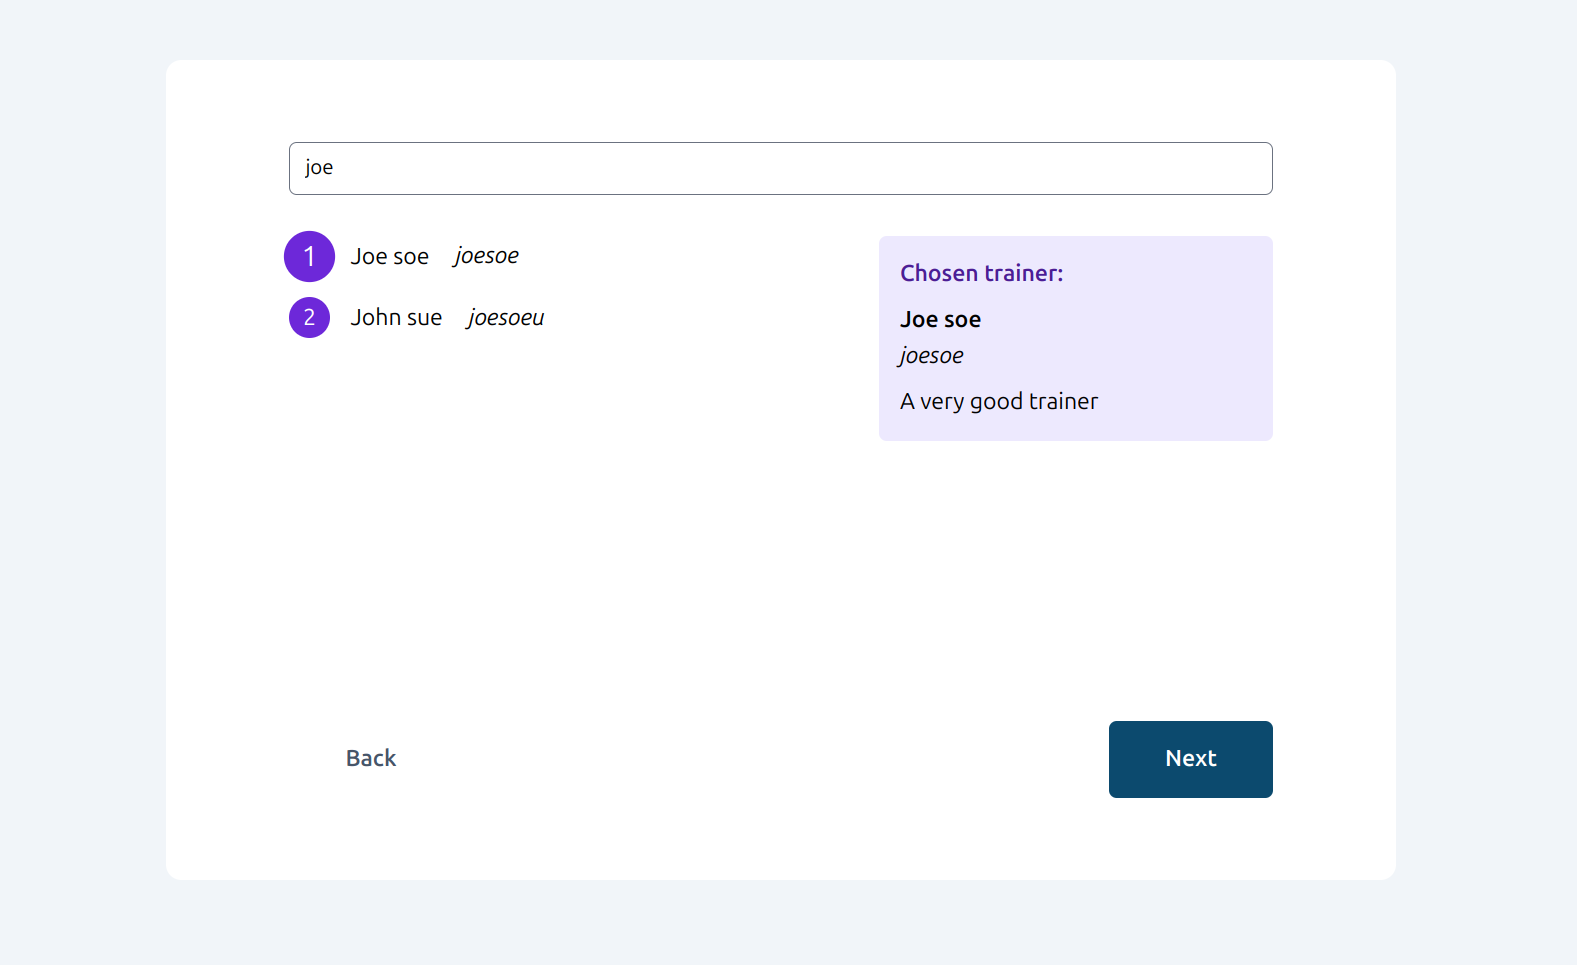 joe
1 Joe soe joesoe
2 John sue joesoeu
Chosen trainer:
Joe soe
joesoe
A very good trainer
Back
Next